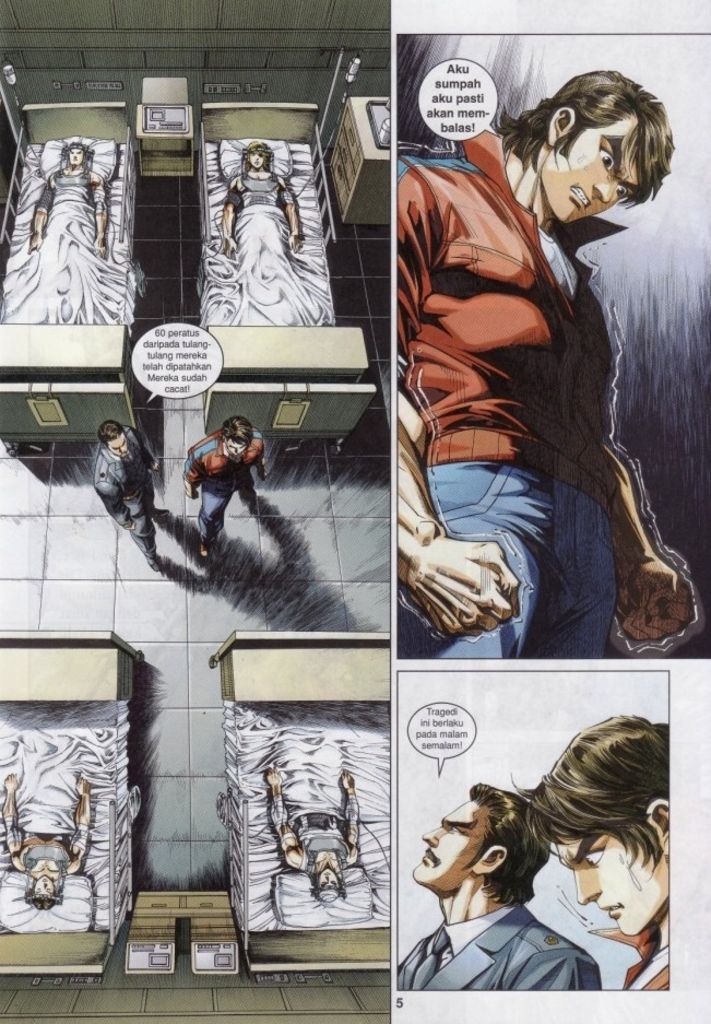 60 peratus
daripada tulang-
tulang mereka
telah dipatahkan
Mereka sudah
cacat!
Aku
sumpah
aku pasti
akan mem-
balas!
Tragedi
ini berlaku
pada malam
semalam!
5